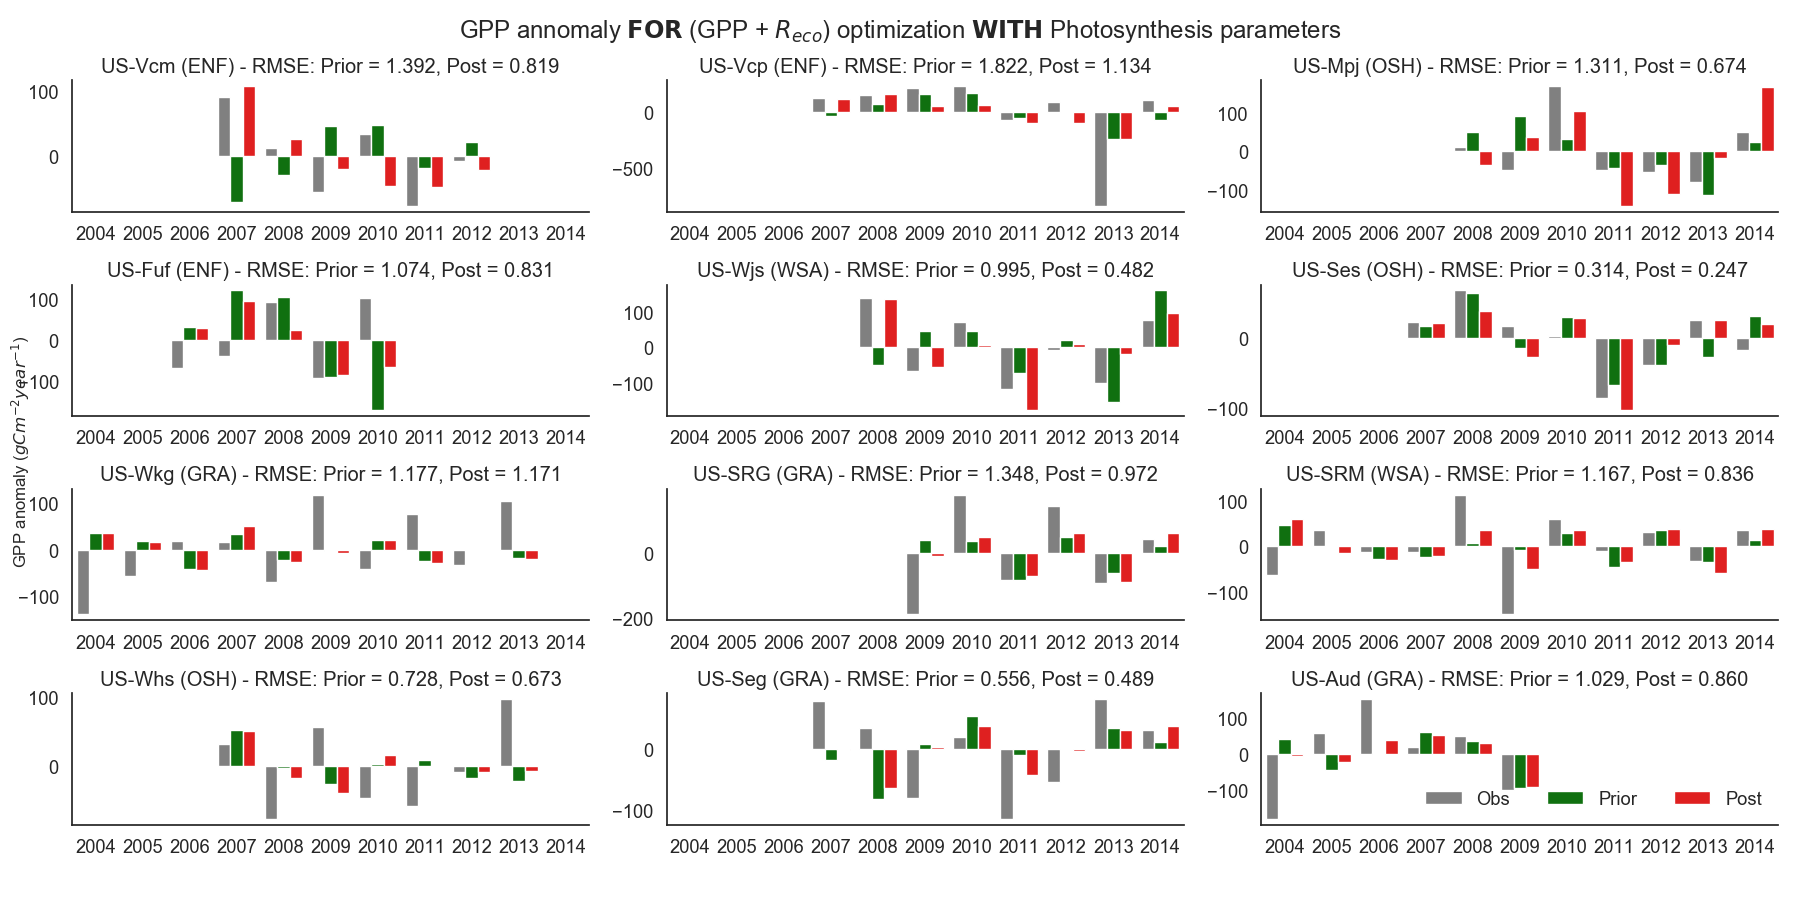 GPP annomaly FOR (GPP + R_eco) optimization WITH Photosynthesis parameters
GPP anomaly (gCm⁻²year⁻¹)
US-Vcm (ENF) - RMSE: Prior = 1.392, Post = 0.819
100
0
2004 2005 2006 2007 2008 2009 2010 2011 2012 2013 2014
US-Vcp (ENF) - RMSE: Prior = 1.822, Post = 1.134
0
−500
2004 2005 2006 2007 2008 2009 2010 2011 2012 2013 2014
US-Mpj (OSH) - RMSE: Prior = 1.311, Post = 0.674
100
0
−100
2004 2005 2006 2007 2008 2009 2010 2011 2012 2013 2014
US-Fuf (ENF) - RMSE: Prior = 1.074, Post = 0.831
100
0
−100
2004 2005 2006 2007 2008 2009 2010 2011 2012 2013 2014
US-Wjs (WSA) - RMSE: Prior = 0.995, Post = 0.482
100
0
−100
2004 2005 2006 2007 2008 2009 2010 2011 2012 2013 2014
US-Ses (OSH) - RMSE: Prior = 0.314, Post = 0.247
0
−100
2004 2005 2006 2007 2008 2009 2010 2011 2012 2013 2014
US-Wkg (GRA) - RMSE: Prior = 1.177, Post = 1.171
100
0
−100
2004 2005 2006 2007 2008 2009 2010 2011 2012 2013 2014
US-SRG (GRA) - RMSE: Prior = 1.348, Post = 0.972
0
−200
2004 2005 2006 2007 2008 2009 2010 2011 2012 2013 2014
US-SRM (WSA) - RMSE: Prior = 1.167, Post = 0.836
100
0
−100
2004 2005 2006 2007 2008 2009 2010 2011 2012 2013 2014
US-Whs (OSH) - RMSE: Prior = 0.728, Post = 0.673
100
0
2004 2005 2006 2007 2008 2009 2010 2011 2012 2013 2014
US-Seg (GRA) - RMSE: Prior = 0.556, Post = 0.489
0
−100
2004 2005 2006 2007 2008 2009 2010 2011 2012 2013 2014
US-Aud (GRA) - RMSE: Prior = 1.029, Post = 0.860
100
0
−100
Obs Prior Post
2004 2005 2006 2007 2008 2009 2010 2011 2012 2013 2014